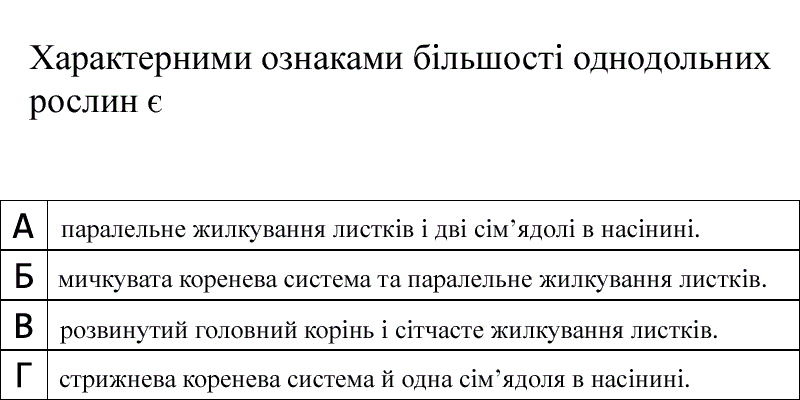 Характерними ознаками більшості однодольних
рослин є
А паралельне жилкування листків і дві сім’ядолі в насінині.
Б мичкувата коренева система та паралельне жилкування листків.
В розвинутий головний корінь і сітчасте жилкування листків.
Г стрижнева коренева система й одна сім’ядоля в насінині.